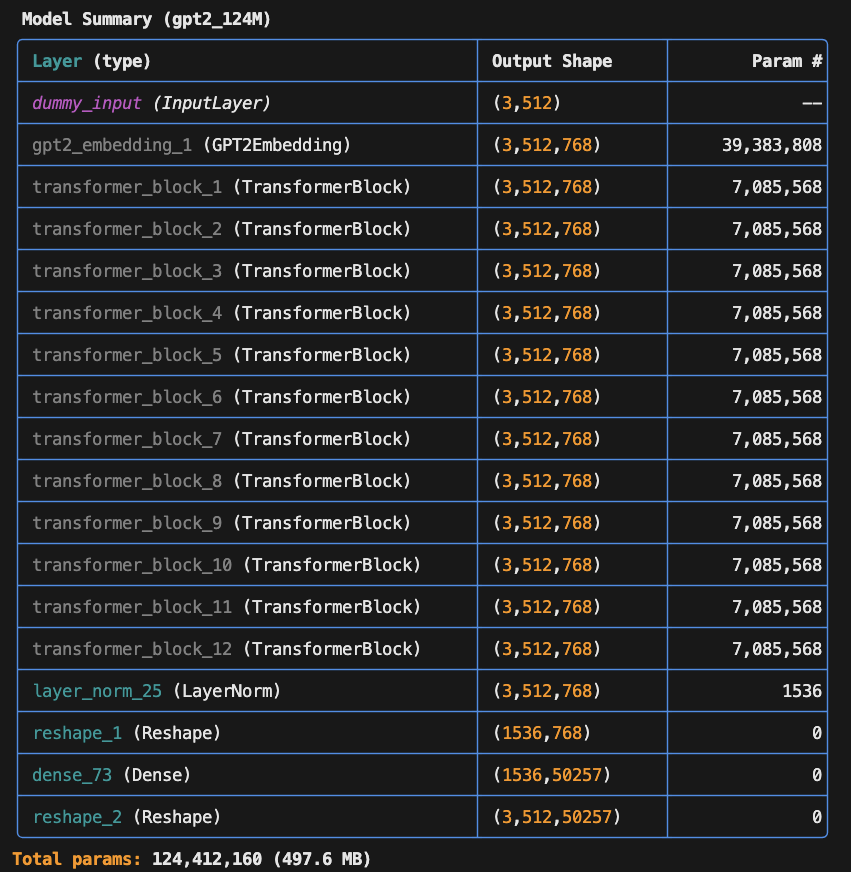 Model Summary (gpt2_124M)
Layer (type) Output Shape Param #
dummy_input (InputLayer) (3,512) ——
gpt2_embedding_1 (GPT2Embedding) (3,512,768) 39,383,808
transformer_block_1 (TransformerBlock) (3,512,768) 7,085,568
transformer_block_2 (TransformerBlock) (3,512,768) 7,085,568
transformer_block_3 (TransformerBlock) (3,512,768) 7,085,568
transformer_block_4 (TransformerBlock) (3,512,768) 7,085,568
transformer_block_5 (TransformerBlock) (3,512,768) 7,085,568
transformer_block_6 (TransformerBlock) (3,512,768) 7,085,568
transformer_block_7 (TransformerBlock) (3,512,768) 7,085,568
transformer_block_8 (TransformerBlock) (3,512,768) 7,085,568
transformer_block_9 (TransformerBlock) (3,512,768) 7,085,568
transformer_block_10 (TransformerBlock) (3,512,768) 7,085,568
transformer_block_11 (TransformerBlock) (3,512,768) 7,085,568
transformer_block_12 (TransformerBlock) (3,512,768) 7,085,568
layer_norm_25 (LayerNorm) (3,512,768) 1536
reshape_1 (Reshape) (1536,768) 0
dense_73 (Dense) (1536,50257) 0
reshape_2 (Reshape) (3,512,50257) 0
Total params: 124,412,160 (497.6 MB)